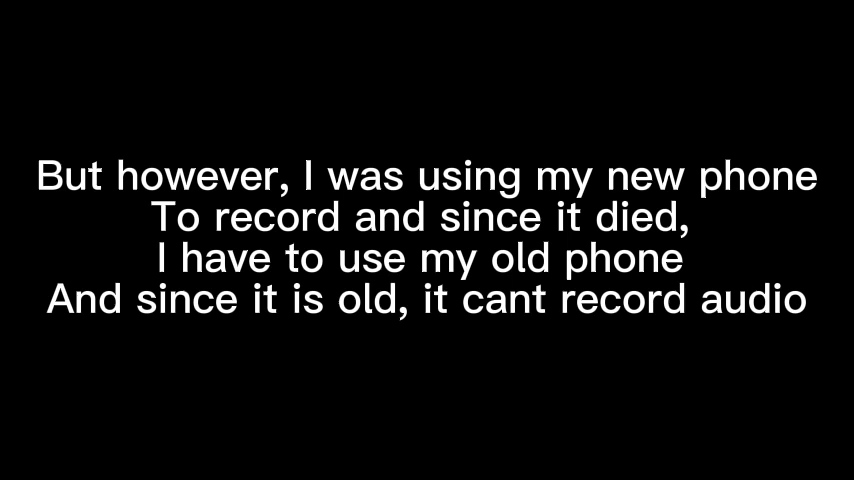 But however, I was using my new phone
To record and since it died,
I have to use my old phone
And since it is old, it cant record audio